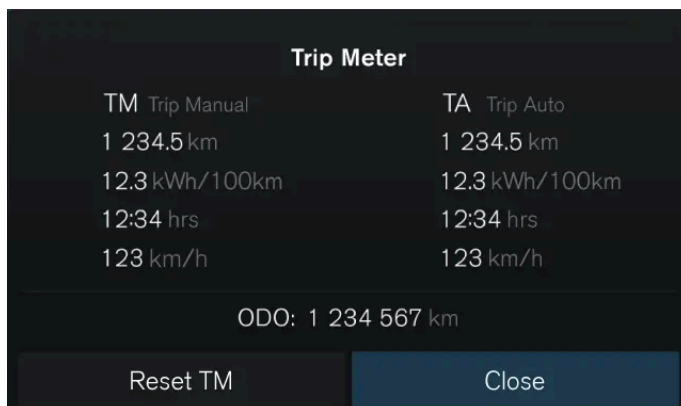 Trip Meter
TM Trip Manual
1 234.5 km
12.3 kWh/100km
12:34 hrs
123 km/h
TA Trip Auto
1 234.5 km
12.3 kWh/100km
12:34 hrs
123 km/h
ODO: 1 234 567 km
Reset TM
Close